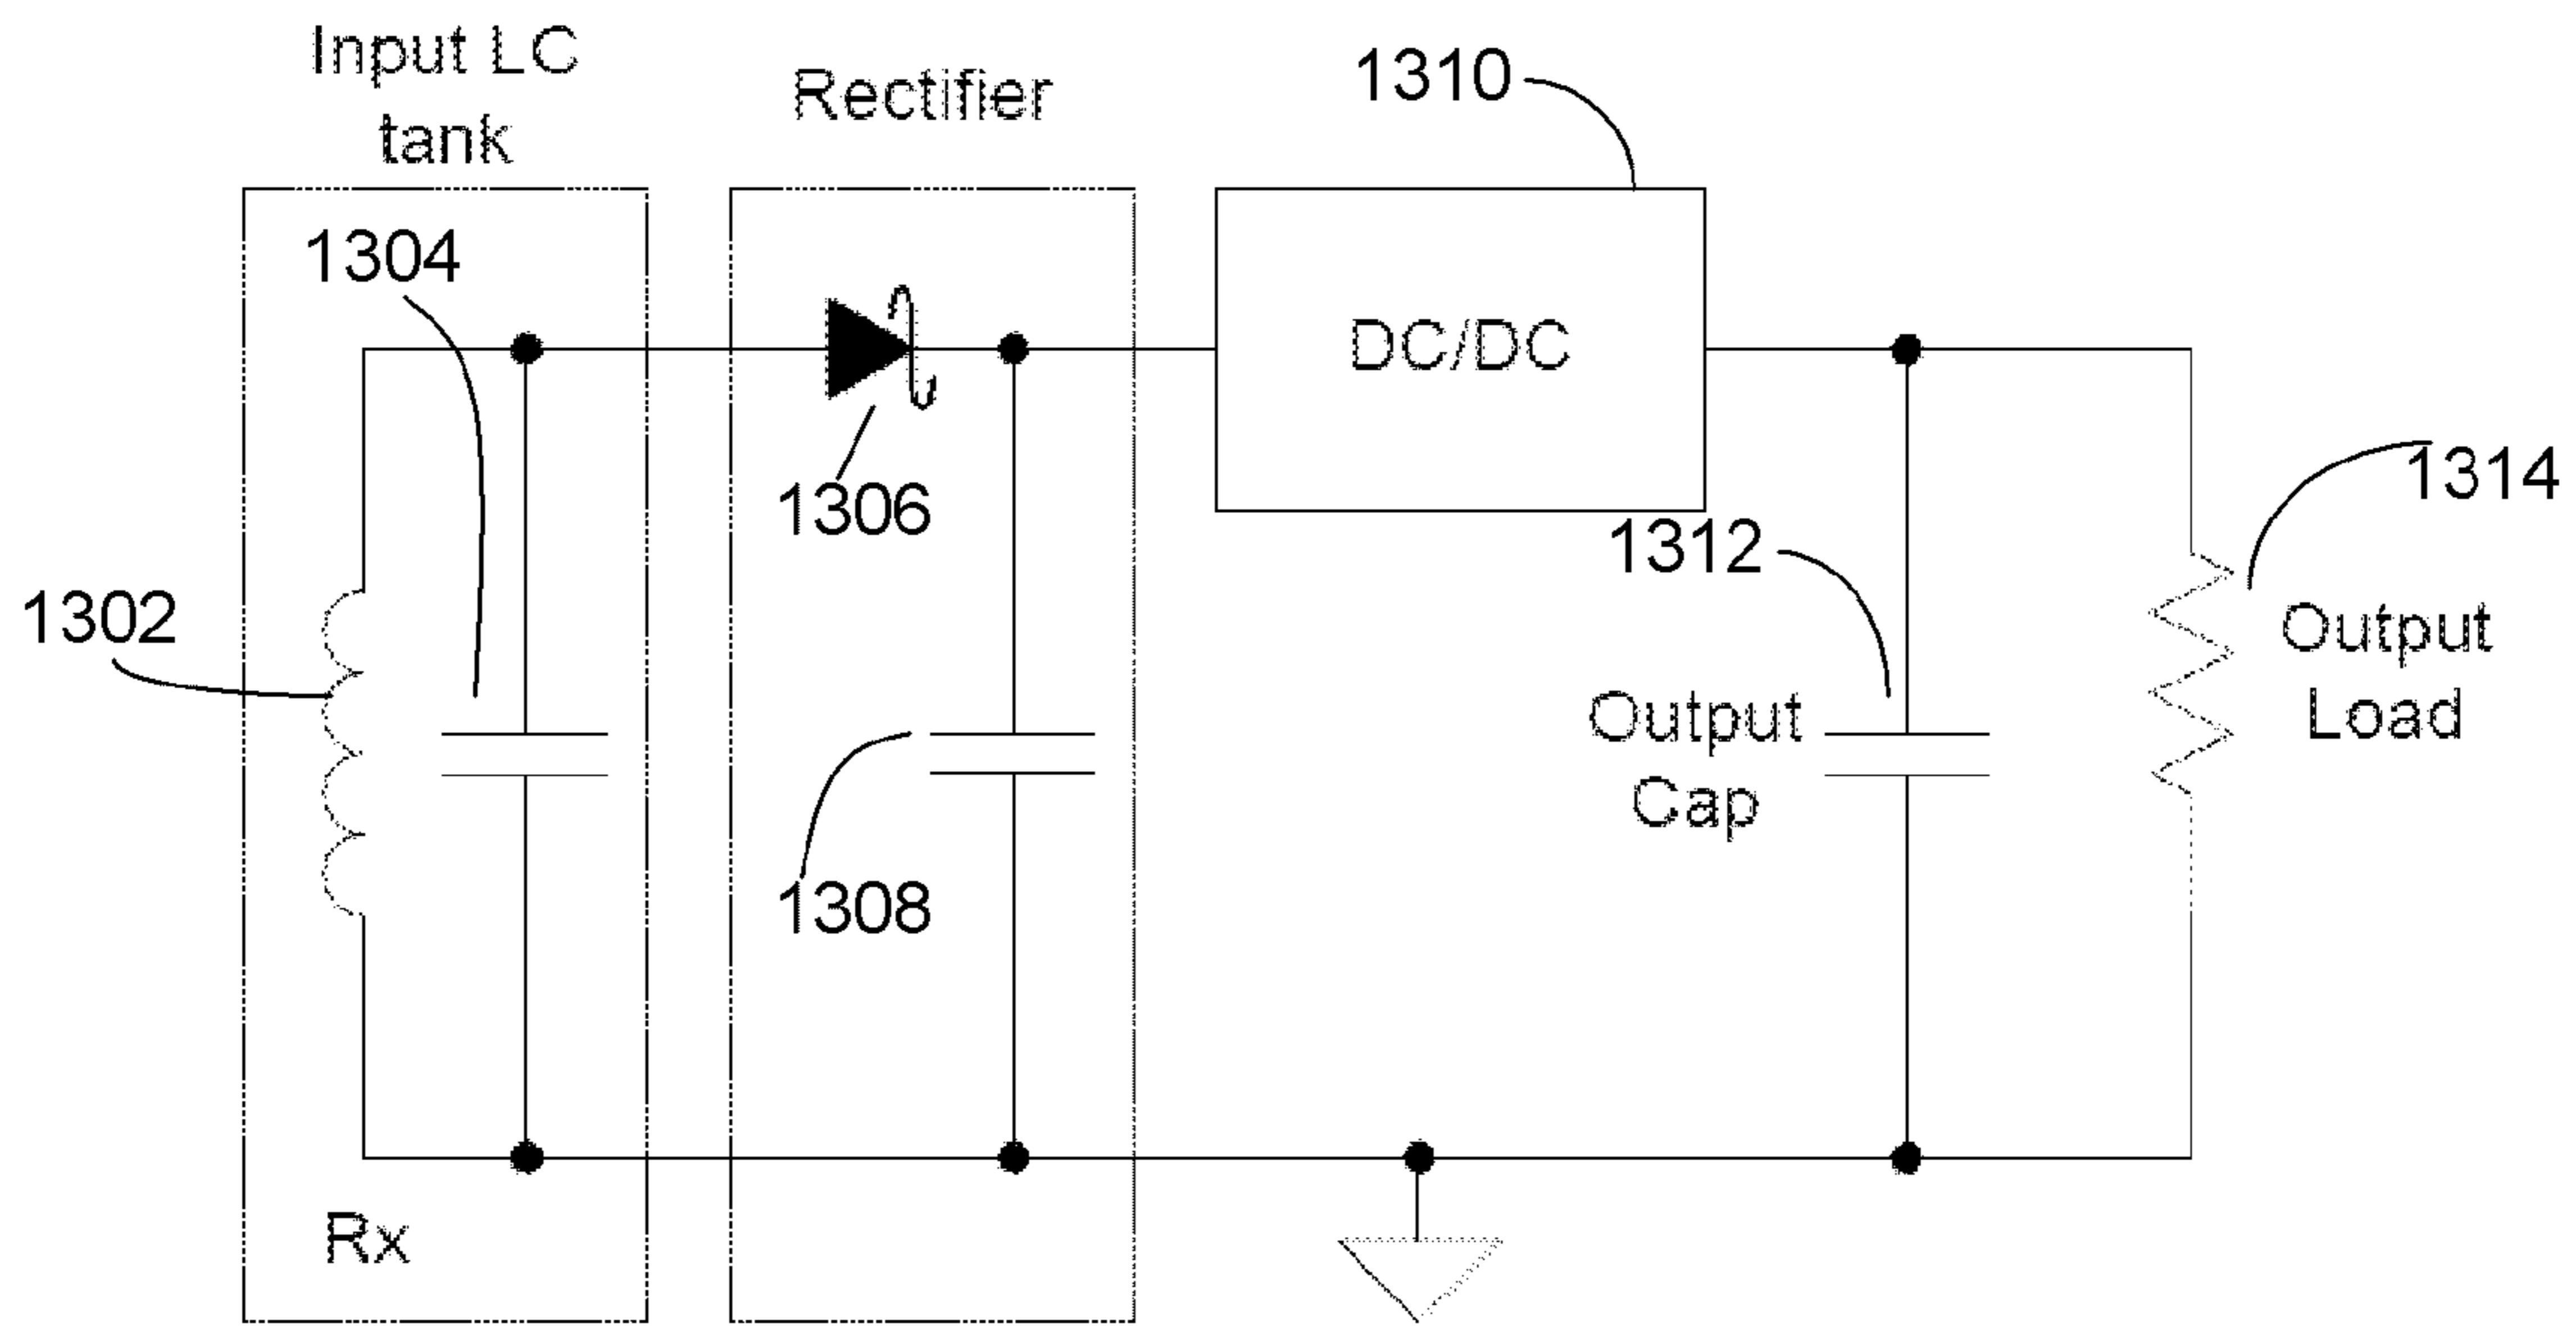 Input LC
tank
Rectifier
1310
1304
DC/DC
1306
1314
1312
1302
Output
Load
Output
Cap
1308
Rx